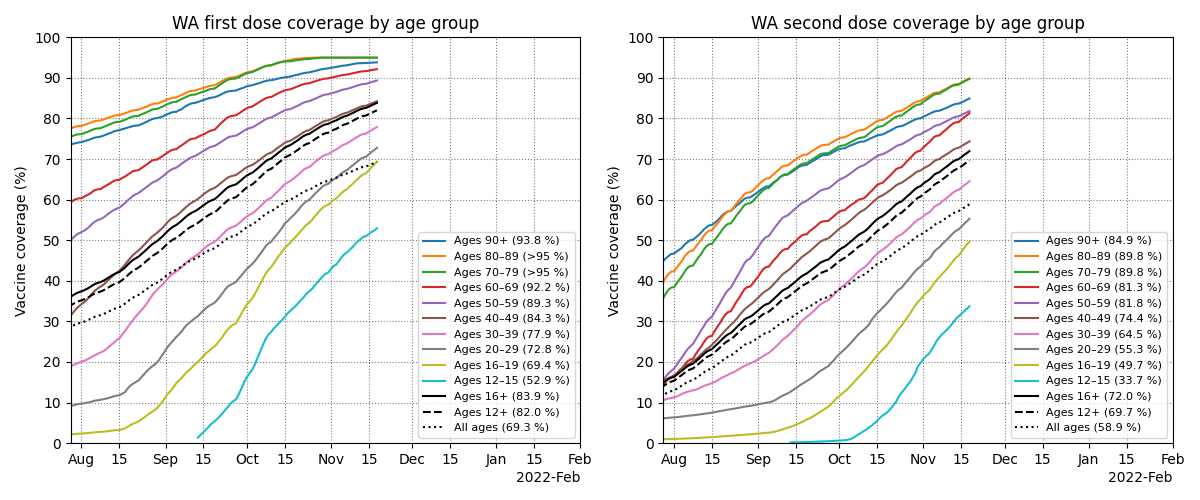 WA first dose coverage by age group
Vaccine coverage (%)
100
90
80
70
60
50
40
30
20
10
0
Aug 15 Sep 15 Oct 15 Nov 15 Dec 15 Jan 15 Feb
2022-Feb
Ages 90+ (93.8 %)
Ages 80–89 (>95 %)
Ages 70–79 (>95 %)
Ages 60–69 (92.2 %)
Ages 50–59 (89.3 %)
Ages 40–49 (84.3 %)
Ages 30–39 (77.9 %)
Ages 20–29 (72.8 %)
Ages 16–19 (69.4 %)
Ages 12–15 (52.9 %)
Ages 16+ (83.9 %)
Ages 12+ (82.0 %)
All ages (69.3 %)
WA second dose coverage by age group
Vaccine coverage (%)
100
90
80
70
60
50
40
30
20
10
0
Aug 15 Sep 15 Oct 15 Nov 15 Dec 15 Jan 15 Feb
2022-Feb
Ages 90+ (84.9 %)
Ages 80–89 (89.8 %)
Ages 70–79 (89.8 %)
Ages 60–69 (81.3 %)
Ages 50–59 (81.8 %)
Ages 40–49 (74.4 %)
Ages 30–39 (64.5 %)
Ages 20–29 (55.3 %)
Ages 16–19 (49.7 %)
Ages 12–15 (33.7 %)
Ages 16+ (72.0 %)
Ages 12+ (69.7 %)
All ages (58.9 %)